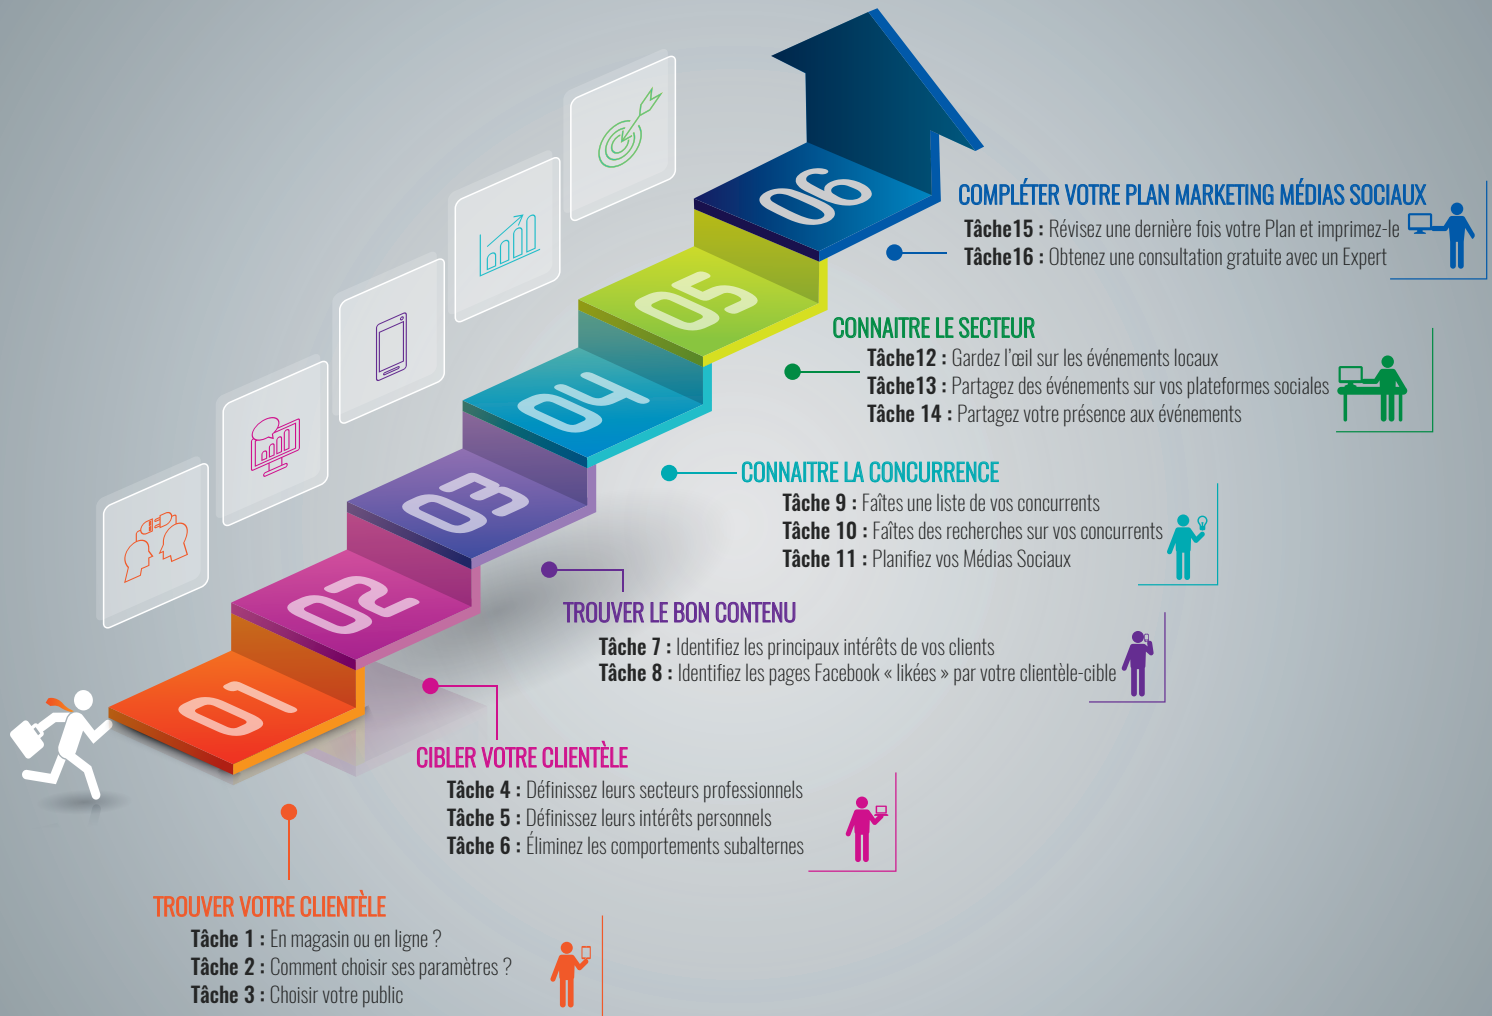 06
COMPLÉTER VOTRE PLAN MARKETING MÉDIAS SOCIAUX
Tâche15 : Révisez une dernière fois votre Plan et imprimez-le
Tâche16 : Obtenez une consultation gratuite avec un Expert
05
CONNAITRE LE SECTEUR
Tâche12 : Gardez l'œil sur les événements locaux
Tâche13 : Partagez des événements sur vos plateformes sociales
Tâche 14 : Partagez votre présence aux événements
04
CONNAITRE LA CONCURRENCE
Tâche 9 : Faîtes une liste de vos concurrents
Tâche 10 : Faîtes des recherches sur vos concurrents
Tâche 11 : Planifiez vos Médias Sociaux
03
TROUVER LE BON CONTENU
Tâche 7 : Identifiez les principaux intérêts de vos clients
Tâche 8 : Identifiez les pages Facebook « likées » par votre clientèle-cible
02
CIBLER VOTRE CLIENTÈLE
Tâche 4 : Définissez leurs secteurs professionnels
Tâche 5 : Définissez leurs intérêts personnels
Tâche 6 : Éliminez les comportements subalternes
01
TROUVER VOTRE CLIENTÈLE
Tâche 1 : En magasin ou en ligne ?
Tâche 2 : Comment choisir ses paramètres ?
Tâche 3 : Choisir votre public